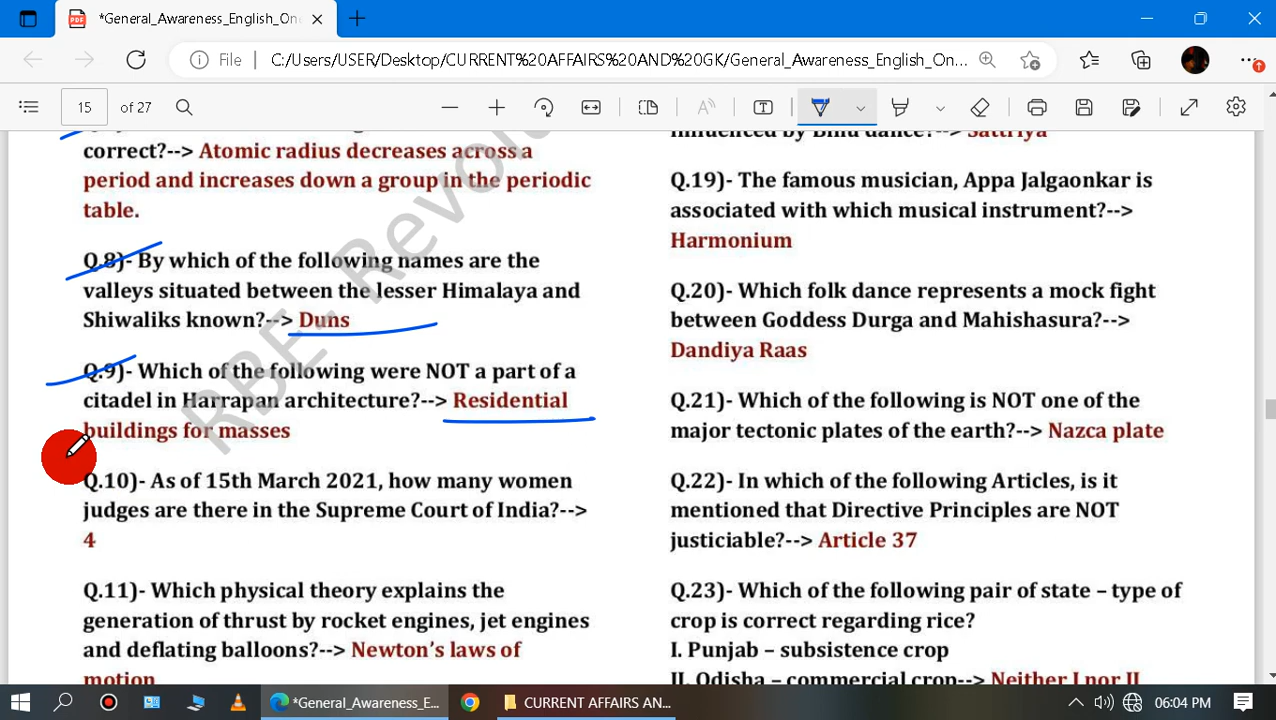 *General_Awareness_English_On
File
C:/Users/USER/Desktop/CURRENT%20AFFAIRS%20AND%20GK/General_Awareness_English_On...
15 of 27
correct?--> Atomic radius decreases across a
period and increases down a group in the periodic
table.
Q.8)- By which of the following names are the
valleys situated between the lesser Himalaya and
Shiwaliks known?--> Duns
Q.9)- Which of the following were NOT a part of a
citadel in Harrapan architecture?--> Residential
buildings for masses
Q.10)- As of 15th March 2021, how many women
judges are there in the Supreme Court of India?-->
4
Q.11)- Which physical theory explains the
generation of thrust by rocket engines, jet engines
and deflating balloons?--> Newton's laws of
motion
influenced by Bihu dance?--> Sattriya
Q.19)- The famous musician, Appa Jalgaonkar is
associated with which musical instrument?-->
Harmonium
Q.20)- Which folk dance represents a mock fight
between Goddess Durga and Mahishasura?-->
Dandiya Raas
Q.21)- Which of the following is NOT one of the
major tectonic plates of the earth?--> Nazca plate
Q.22)- In which of the following Articles, is it
mentioned that Directive Principles are NOT
justiciable?--> Article 37
Q.23)- Which of the following pair of state – type of
crop is correct regarding rice?
I. Punjab – subsistence crop
II. Odisha – commercial crop--> Neither I nor II
RBE- Revol
*General_Awareness_E...
CURRENT AFFAIRS AN...
06:04 PM